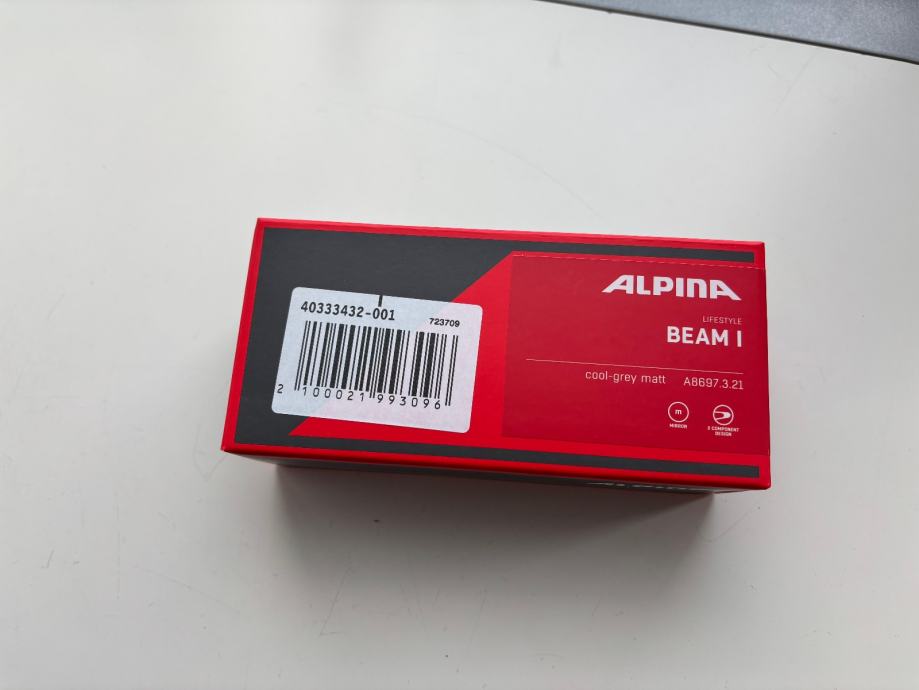 40333432-001
723709
2 100021 993096
ALPINA
LIFESTYLE
BEAM I
cool-grey matt A8697.3.21
m
MIRROR
2 COMPONENT
DESIGN